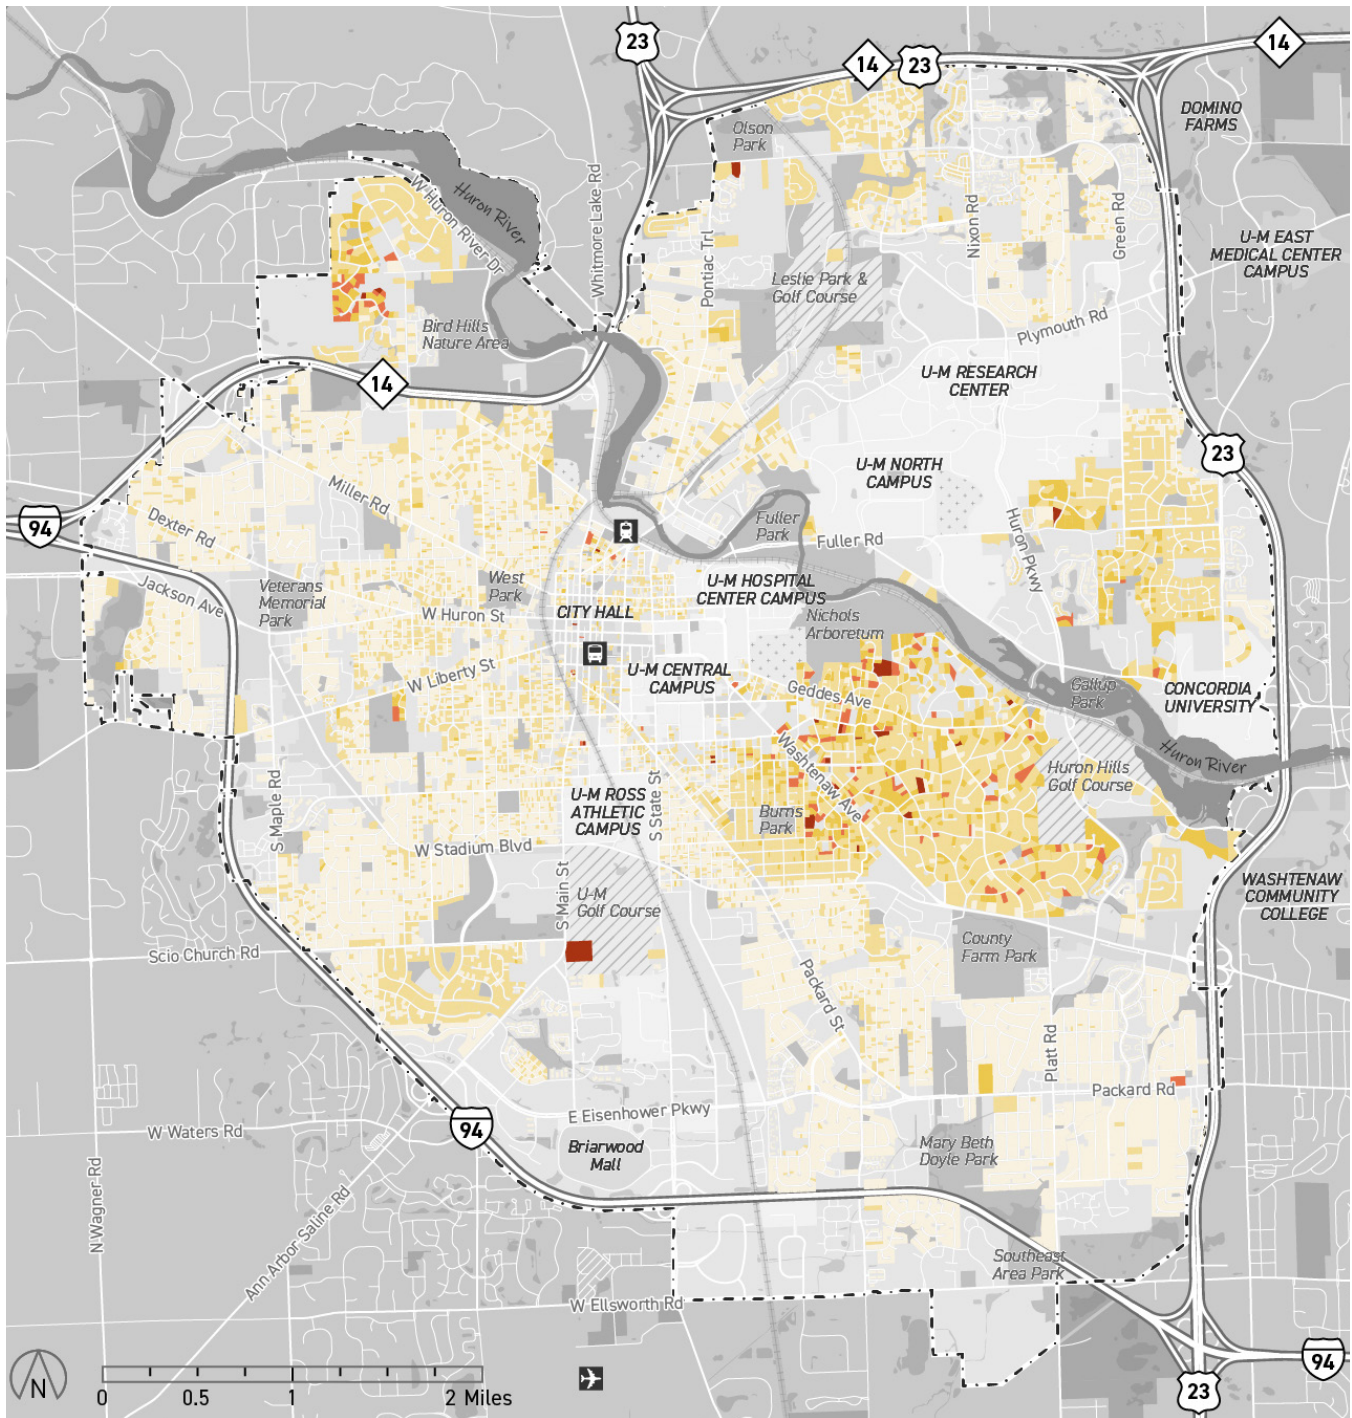 23
14
23
14
DOMINO
FARMS
Olson
Park
Huron River
W Huron River Dr
Whitmore Lake Rd
Pontiac Trl
Nixon Rd
Green Rd
U-M EAST
MEDICAL CENTER
CAMPUS
Leslie Park &
Golf Course
Bird Hills
Nature Area
Plymouth Rd
14
U-M RESEARCH
CENTER
23
U-M NORTH
CAMPUS
Miller Rd
Dexter Rd
94
Fuller
Park
Fuller Rd
Huron Pkwy
Jackson Ave
Veterans
Memorial
Park
West
Park
U-M HOSPITAL
CENTER CAMPUS
W Huron St
CITY HALL
Nichols
Arboretum
W Liberty St
U-M CENTRAL
CAMPUS
Geddes Ave
Gallup
Park
CONCORDIA
UNIVERSITY
Washtenaw Ave
Huron River
Huron Hills
Golf Course
S Maple Rd
U-M ROSS
ATHLETIC
CAMPUS
S State St
Burns
Park
W Stadium Blvd
S Main St
U-M
Golf Course
WASHTENAW
COMMUNITY
COLLEGE
Scio Church Rd
County
Farm Park
Packard St
Platt Rd
Packard Rd
E Eisenhower Pkwy
94
W Waters Rd
Briarwood
Mall
Mary Beth
Doyle Park
N Wagner Rd
Ann Arbor Saline Rd
Southeast
Area Park
W Ellsworth Rd
94
23
N
0 0.5 1 2 Miles